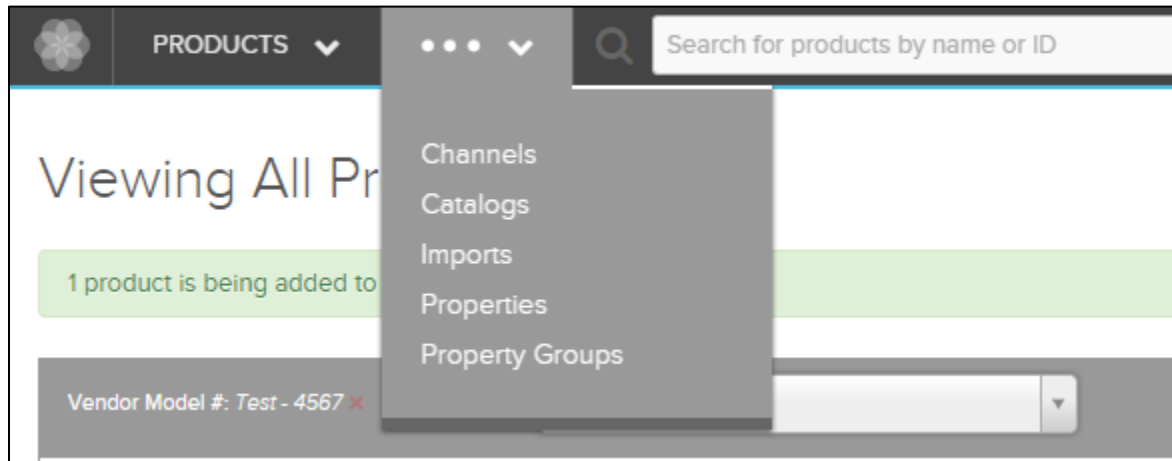 PRODUCTS
Search for products by name or ID
Channels
Catalogs
Imports
Properties
Property Groups
Viewing All Pr
1 product is being added to
Vendor Model #: Test - 4567 ×